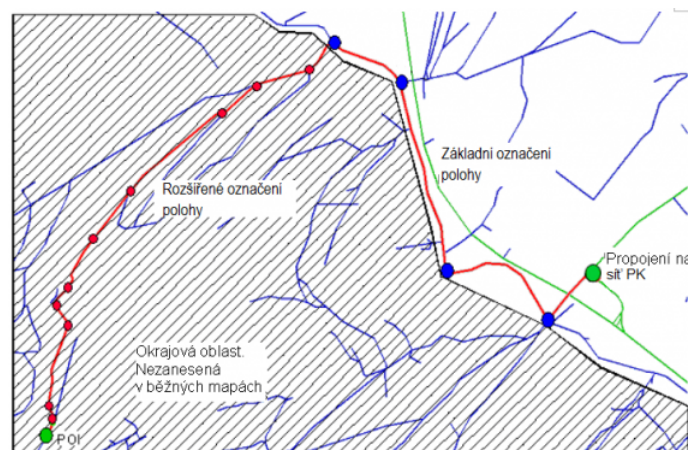 Základní označení
polohy
Rozšířené označení
polohy
Propojení na
síť PK
Okrajová oblast.
Nezanesená
v běžných mapách
POI